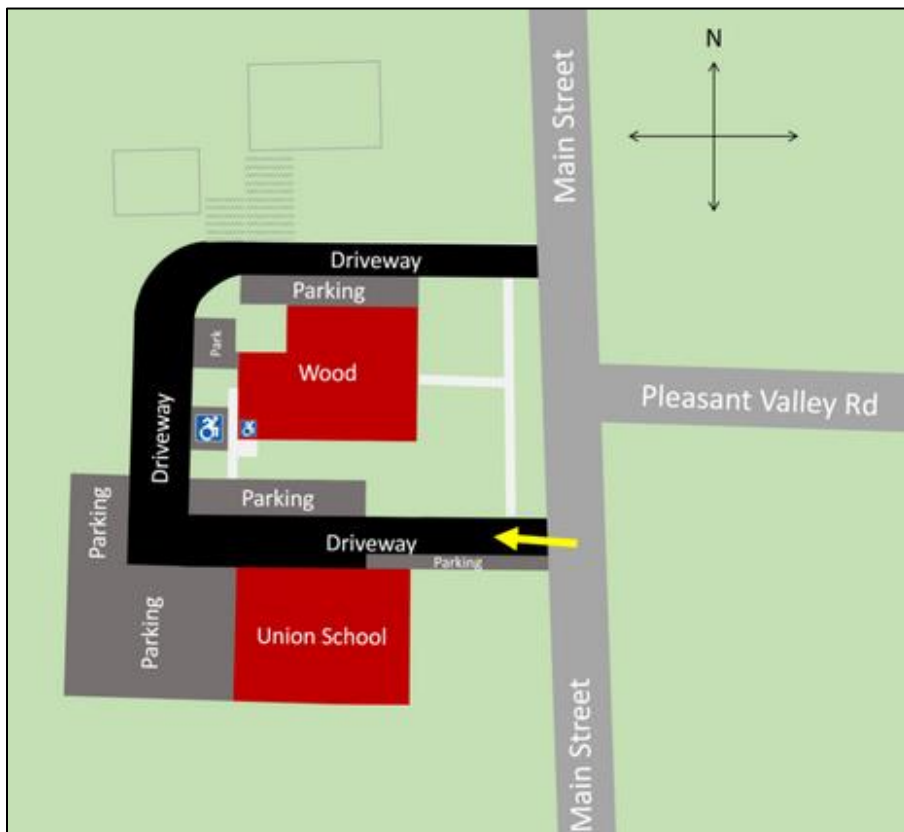 N
Main Street
Driveway
Parking
Park
Wood
Pleasant Valley Rd
Driveway
Parking
Parking
Driveway
Parking
Parking
Union School
Main Street